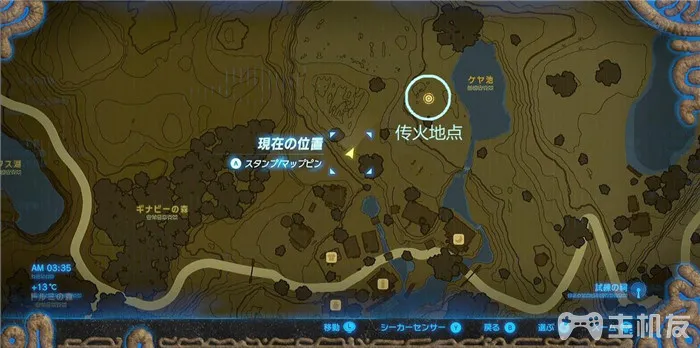 ケヤ池
传火地点
現在の位置
A スタンプ/マップピン
ギナビーの森
AM 03:35
+13℃
試練の祠
移動 L
シーカーセンサー Y
戻る B
選ぶ
主机友